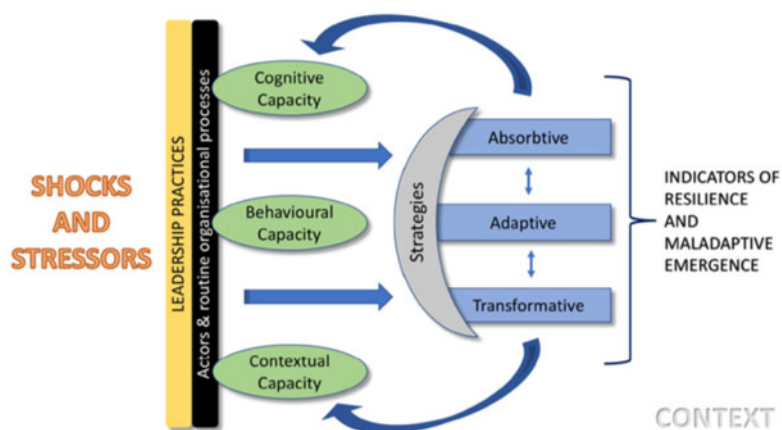 SHOCKS
AND
STRESSORS
LEADERSHIP PRACTICES
Actors & routine organisational processes
Cognitive
Capacity
Behavioural
Capacity
Contextual
Capacity
Strategies
Absorbtive
Adaptive
Transformative
INDICATORS OF
RESILIENCE
AND
MALADAPTIVE
EMERGENCE
CONTEXT